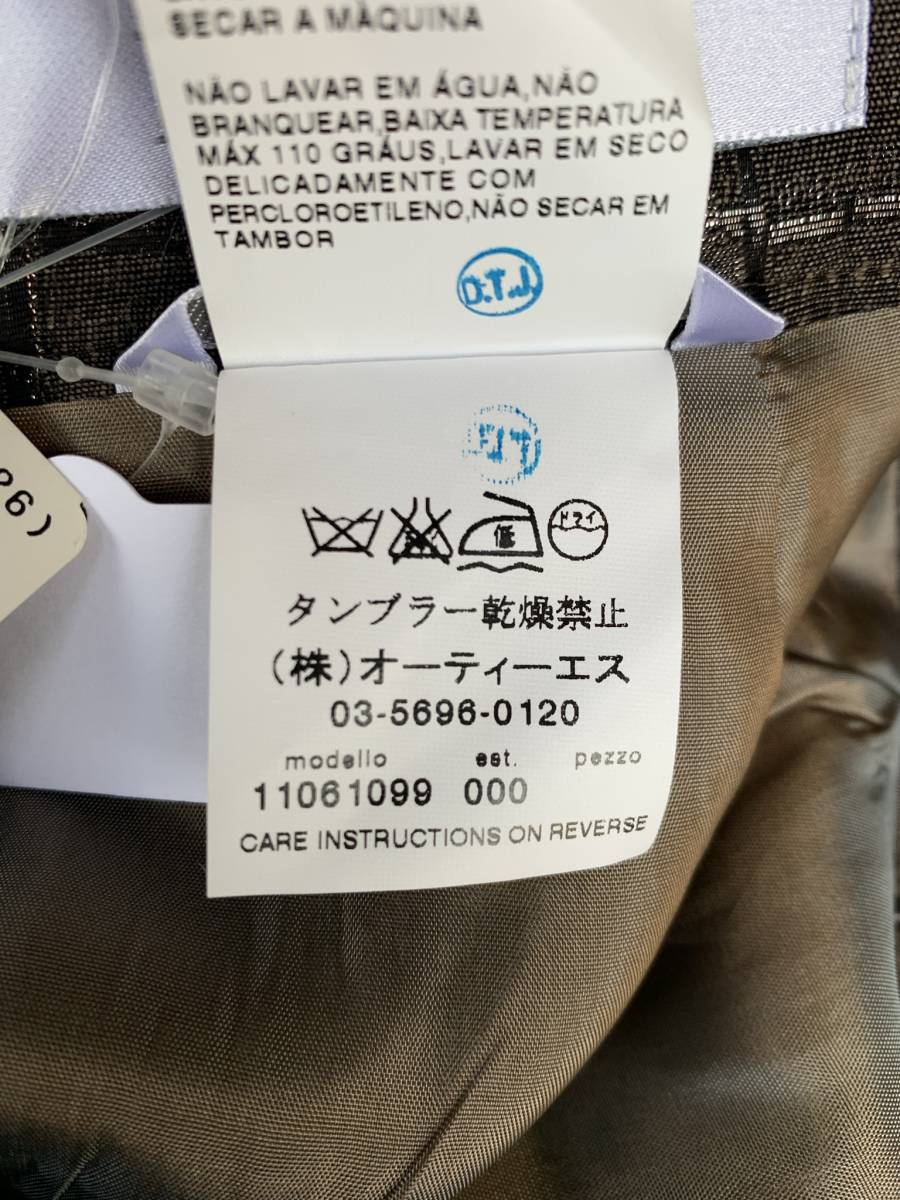 SECAR A MÁQUINA
NÃO LAVAR EM ÁGUA,NÃO
BRANQUEAR,BAIXA TEMPERATURA
MÁX 110 GRÁUS,LAVAR EM SECO
DELICADAMENTE COM
PERCLOROETILENO,NÃO SECAR EM
TAMBOR
D.T.J.
低 ドライ
タンブラー乾燥禁止
(株)オーティーエス
03-5696-0120
modello est. pezzo
11061099 000
CARE INSTRUCTIONS ON REVERSE